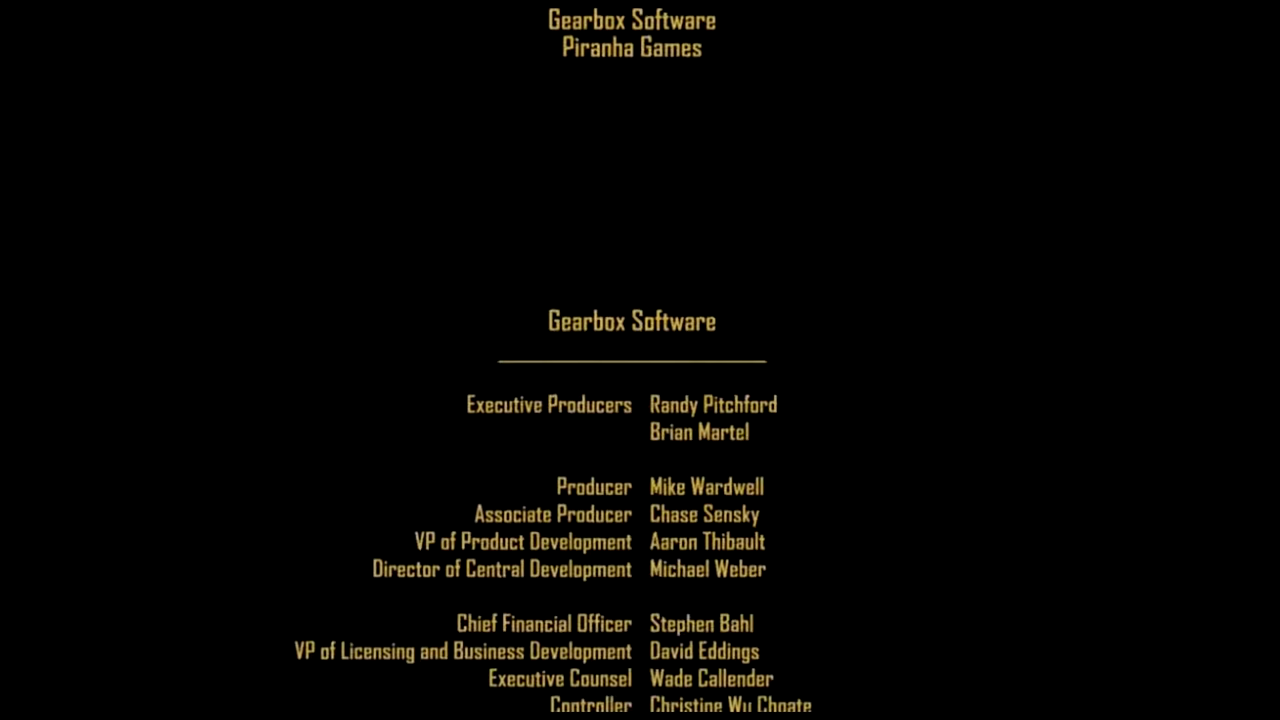 Gearbox Software
Piranha Games
Gearbox Software
Executive Producers Randy Pitchford
Brian Martel
Producer Mike Wardwell
Associate Producer Chase Sensky
VP of Product Development Aaron Thibault
Director of Central Development Michael Weber
Chief Financial Officer Stephen Bahl
VP of Licensing and Business Development David Eddings
Executive Counsel Wade Callender
Controller Christine Wu Choate